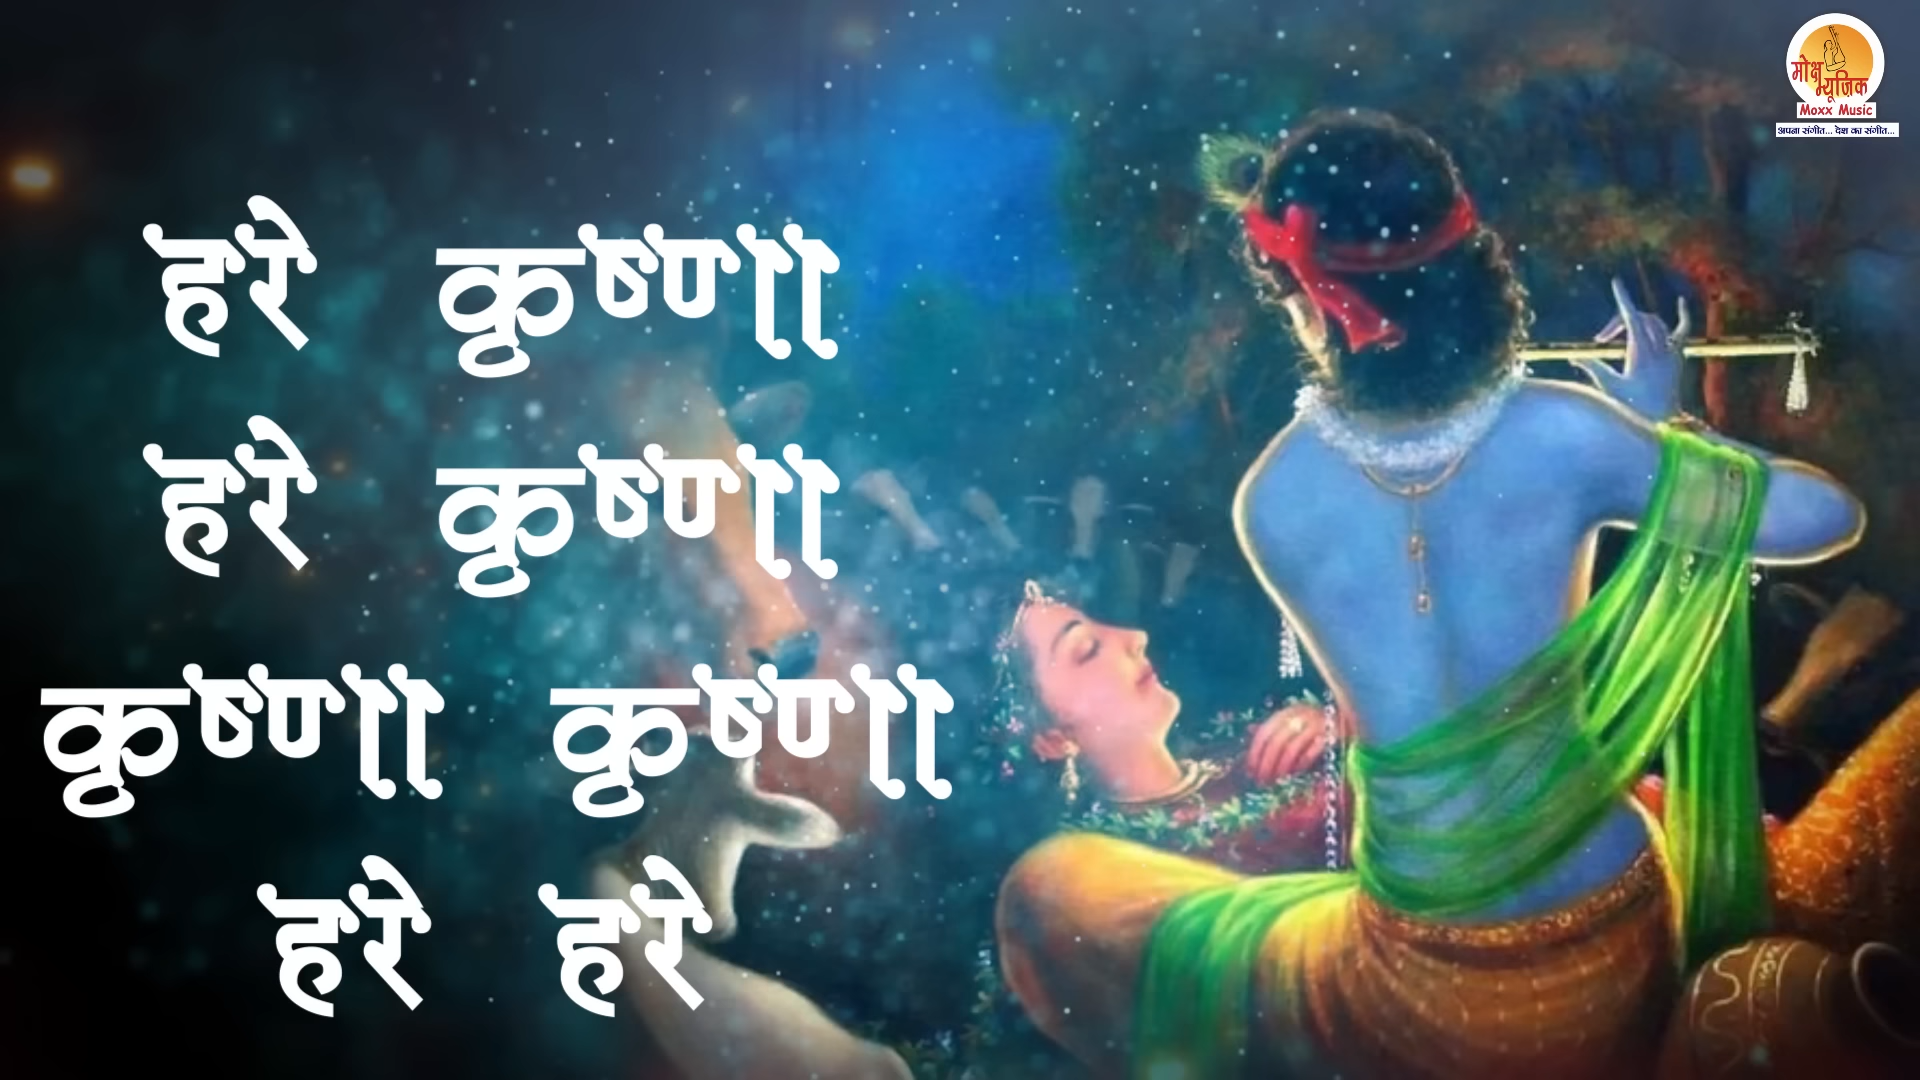 हरे कृष्णा
हरे कृष्णा
कृष्णा कृष्णा
हरे हरे
मोक्ष म्यूज़िक
Moxx Music
अपना संगीत... देश का संगीत...